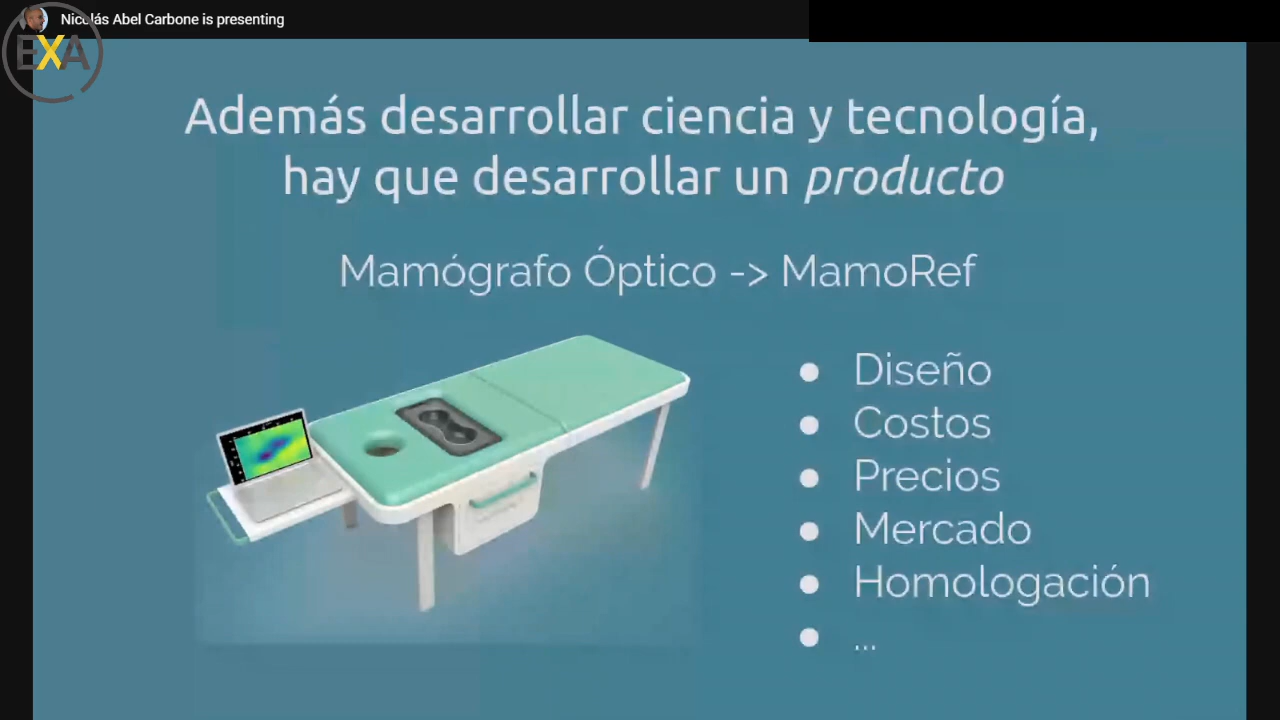 Nicolás Abel Carbone is presenting
EXA
Además desarrollar ciencia y tecnología,
hay que desarrollar un producto
Mamógrafo Óptico -> MamoRef
● Diseño
● Costos
● Precios
● Mercado
● Homologación
● ...